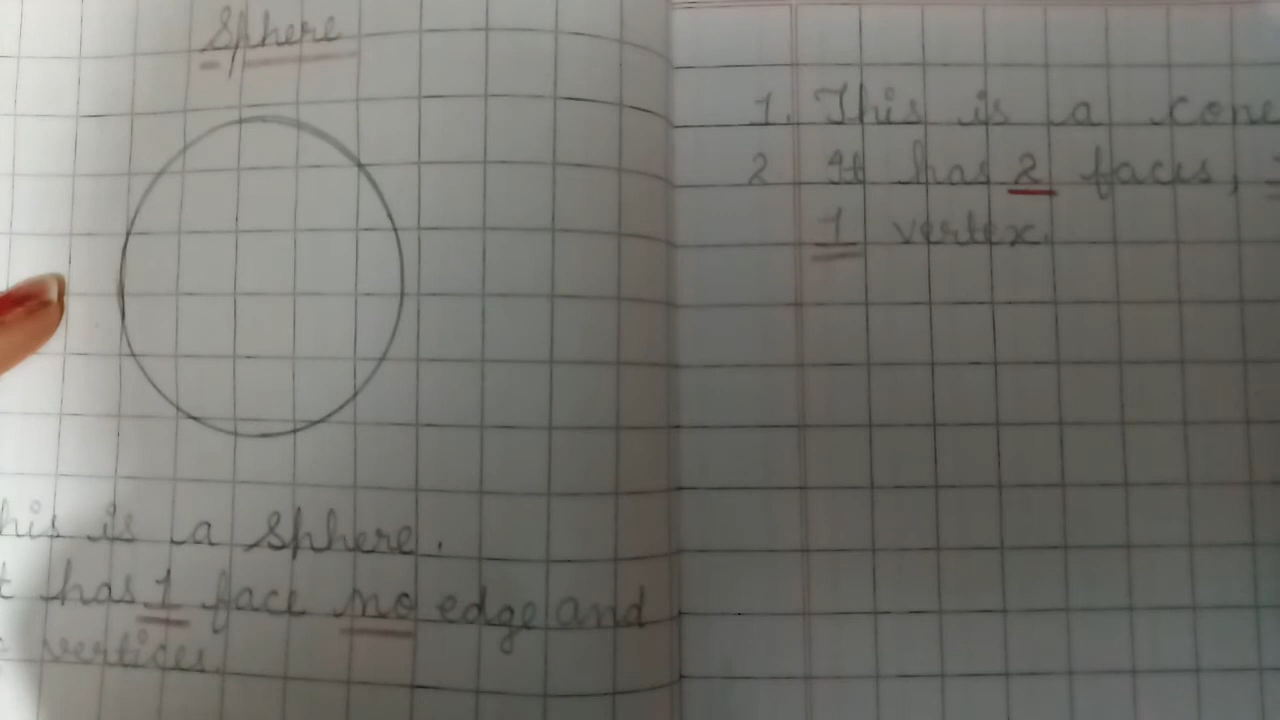 Sphere
his is a Sphere.
t has 1 face no edge and
vertices.
1. This is a cone
2 It has 2 faces,
1 vertex.